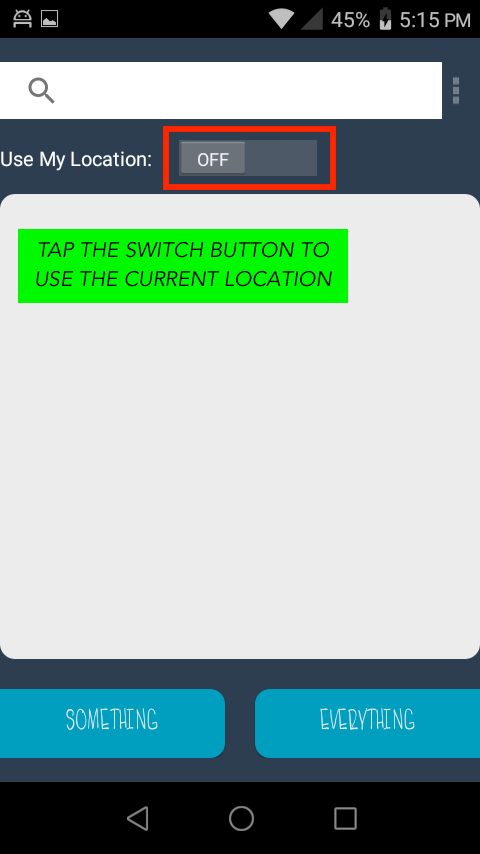 45% 5:15 PM
Use My Location: OFF
TAP THE SWITCH BUTTON TO
USE THE CURRENT LOCATION
SOMETHING EVERYTHING